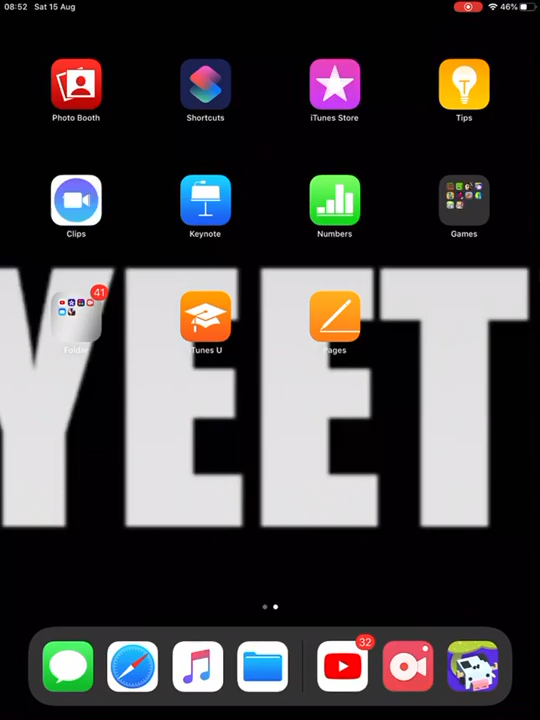 08:52 Sat 15 Aug 46%
Photo Booth Shortcuts iTunes Store Tips
Clips Keynote Numbers Games
41
Folder iTunes U Pages
YEET
32